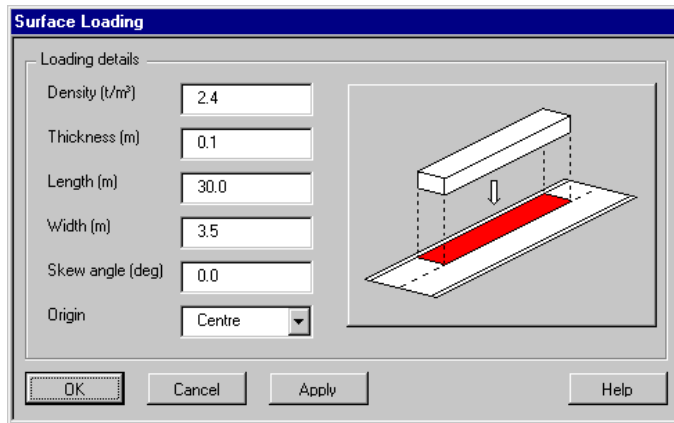 Surface Loading
Loading details
Density (t/m³) 2.4
Thickness (m) 0.1
Length (m) 30.0
Width (m) 3.5
Skew angle (deg) 0.0
Origin Centre
OK Cancel Apply Help